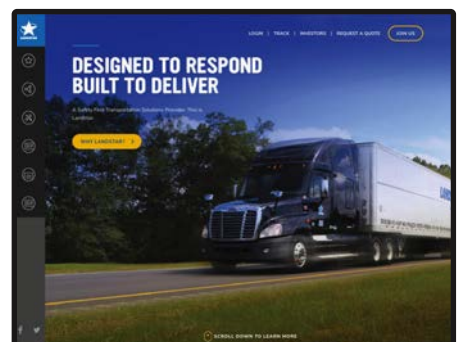 LANDSTAR
LOGIN | TRACK | INVESTORS | REQUEST A QUOTE
JOIN US
DESIGNED TO RESPOND
BUILT TO DELIVER
A Safety First Transportation Solutions Provider. This is
Landstar.
WHY LANDSTAR?
SCROLL DOWN TO LEARN MORE